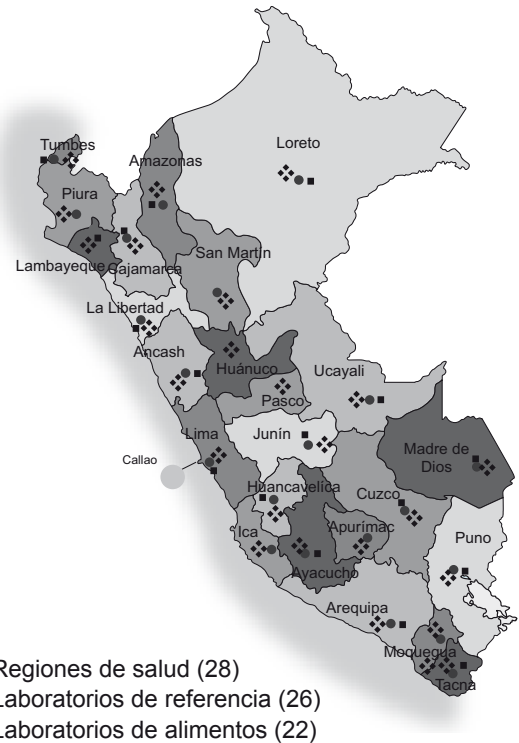 Loreto
Tumbes
Amazonas
Piura
San Martín
Lambayeque
Cajamarca
La Libertad
Ancash
Huánuco
Ucayali
Pasco
Lima
Junín
Madre de
Dios
Callao
Huancavelica
Cuzco
Ica
Apurímac
Puno
Ayacucho
Arequipa
Moquegua
Tacna
Regiones de salud (28)
Laboratorios de referencia (26)
Laboratorios de alimentos (22)